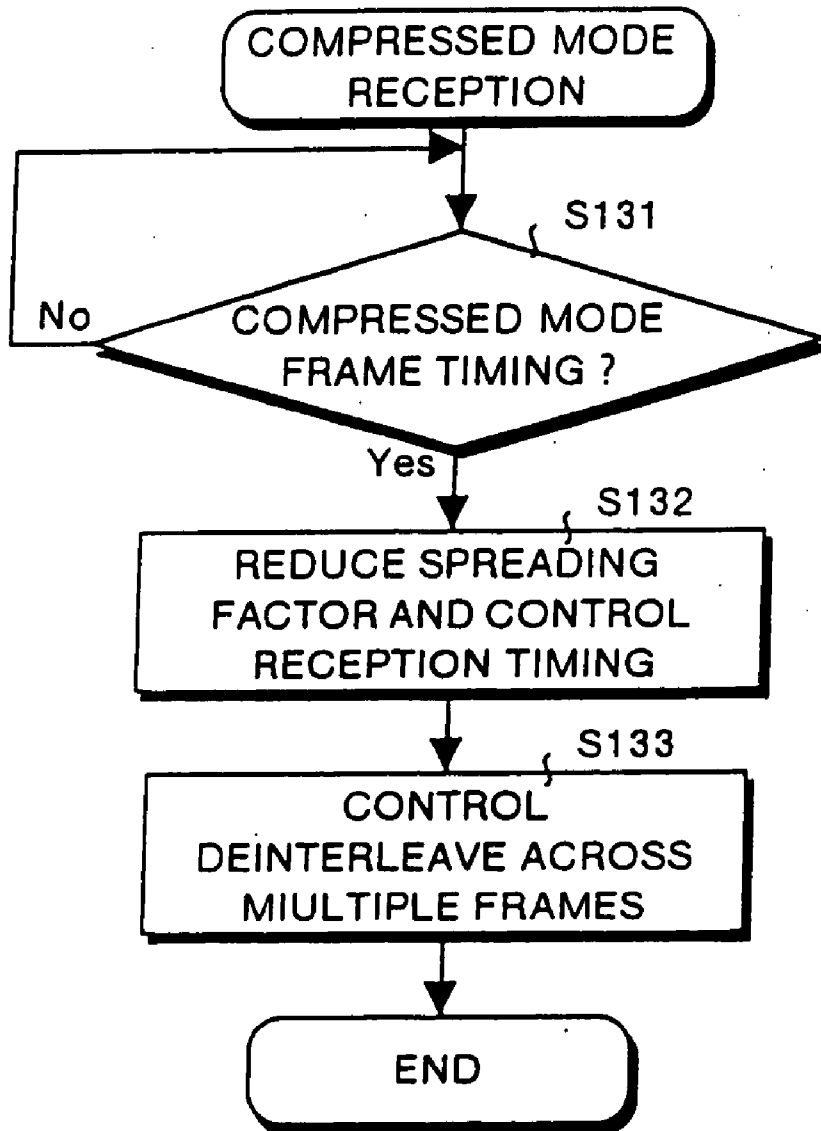 COMPRESSED MODE
RECEPTION
S131
No
COMPRESSED MODE
FRAME TIMING ?
Yes
S132
REDUCE SPREADING
FACTOR AND CONTROL
RECEPTION TIMING
S133
CONTROL
DEINTERLEAVE ACROSS
MIULTIPLE FRAMES
END